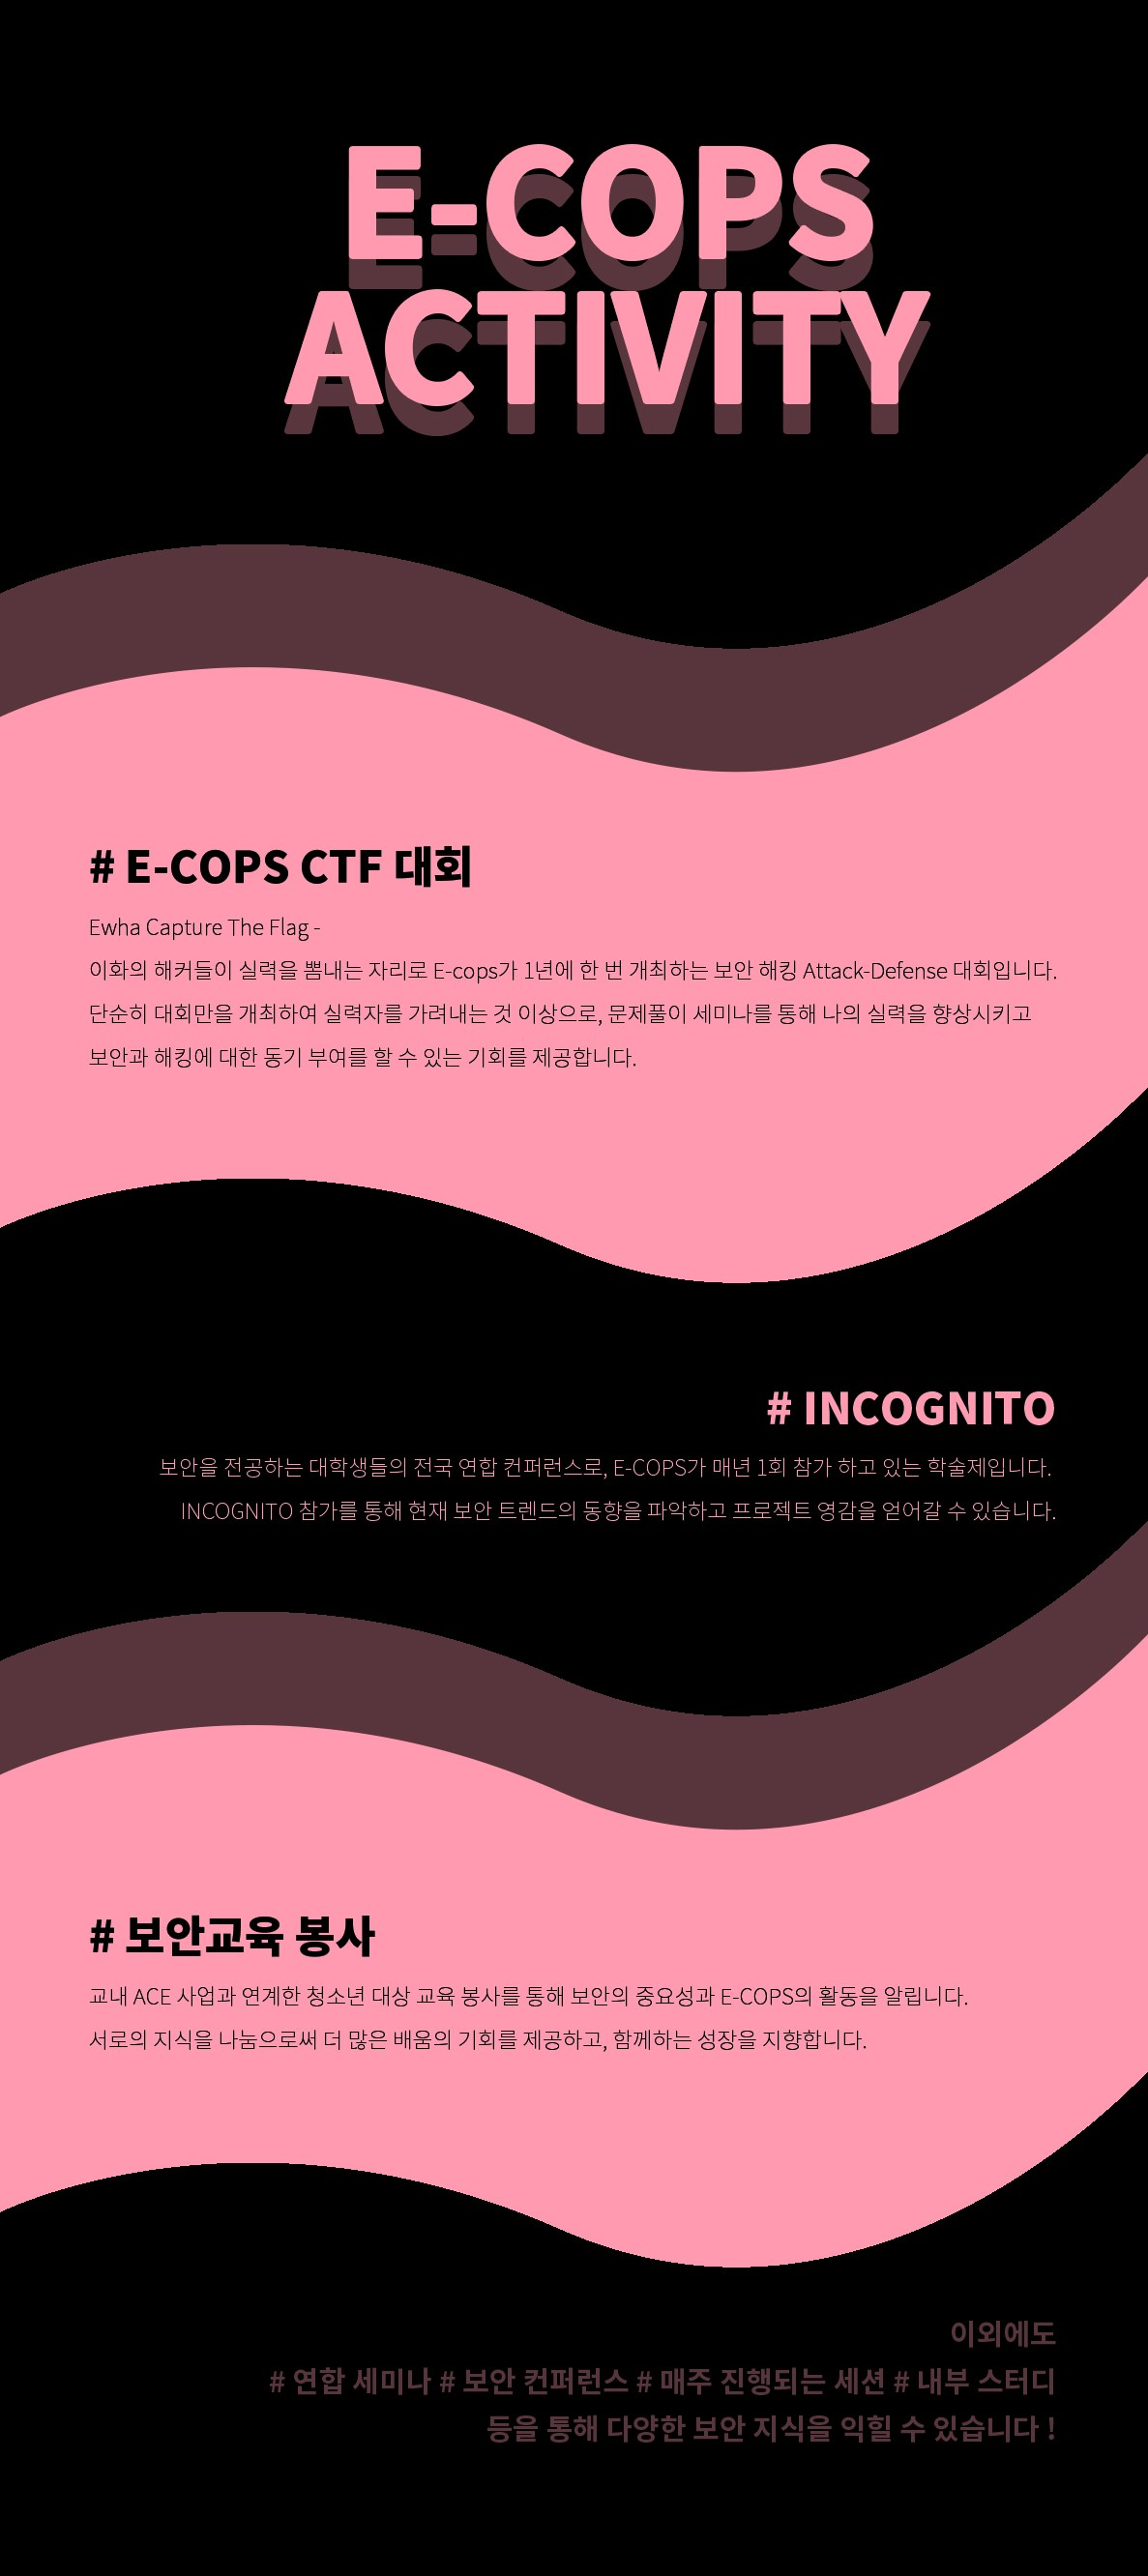 E-COPS
ACTIVITY
# E-COPS CTF 대회
Ewha Capture The Flag -
이화의 해커들이 실력을 뽐내는 자리로 E-cops가 1년에 한 번 개최하는 보안 해킹 Attack-Defense 대회입니다.
단순히 대회만을 개최하여 실력자를 가려내는 것 이상으로, 문제풀이 세미나를 통해 나의 실력을 향상시키고
보안과 해킹에 대한 동기 부여를 할 수 있는 기회를 제공합니다.
# INCOGNITO
보안을 전공하는 대학생들의 전국 연합 컨퍼런스로, E-COPS가 매년 1회 참가 하고 있는 학술제입니다.
INCOGNITO 참가를 통해 현재 보안 트렌드의 동향을 파악하고 프로젝트 영감을 얻어갈 수 있습니다.
# 보안교육 봉사
교내 ACE 사업과 연계한 청소년 대상 교육 봉사를 통해 보안의 중요성과 E-COPS의 활동을 알립니다.
서로의 지식을 나눔으로써 더 많은 배움의 기회를 제공하고, 함께하는 성장을 지향합니다.
이외에도
# 연합 세미나 # 보안 컨퍼런스 # 매주 진행되는 세션 # 내부 스터디
등을 통해 다양한 보안 지식을 익힐 수 있습니다 !